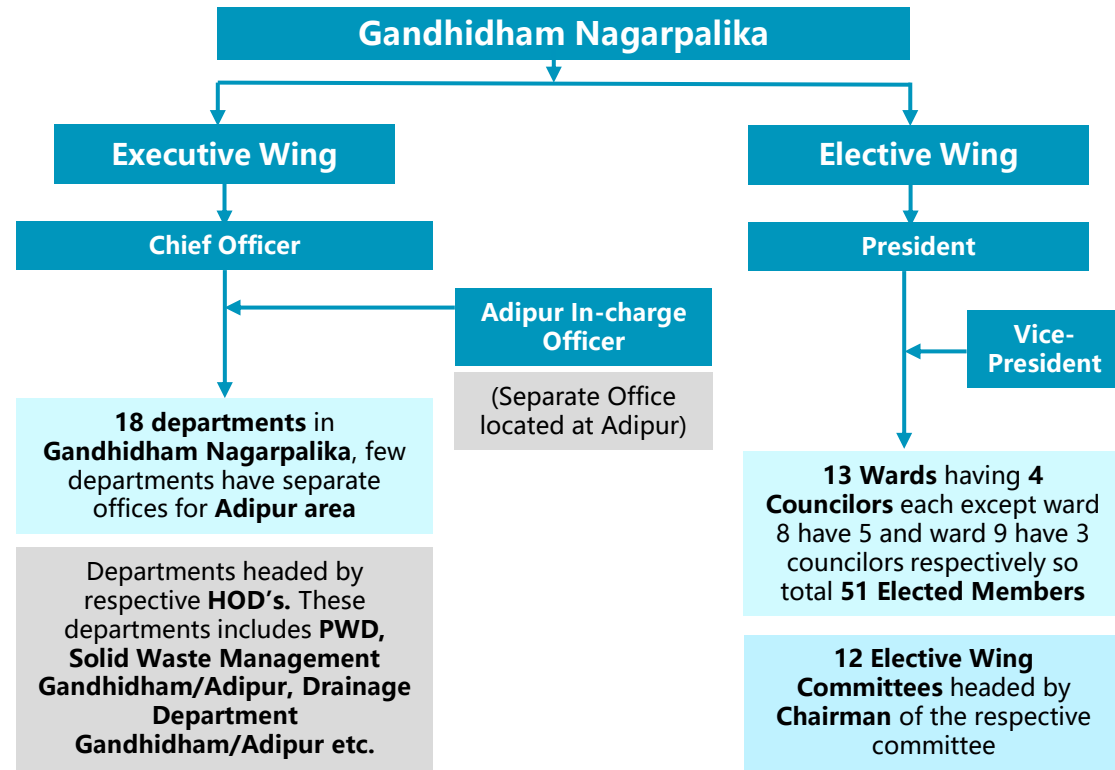 Gandhidham Nagarpalika
Executive Wing
Elective Wing
Chief Officer
President
Adipur In-charge
Officer
(Separate Office
located at Adipur)
Vice-
President
18 departments in
Gandhidham Nagarpalika, few
departments have separate
offices for Adipur area
Departments headed by
respective HOD's. These
departments includes PWD,
Solid Waste Management
Gandhidham/Adipur, Drainage
Department
Gandhidham/Adipur etc.
13 Wards having 4
Councilors each except ward
8 have 5 and ward 9 have 3
councilors respectively so
total 51 Elected Members
12 Elective Wing
Committees headed by
Chairman of the respective
committee